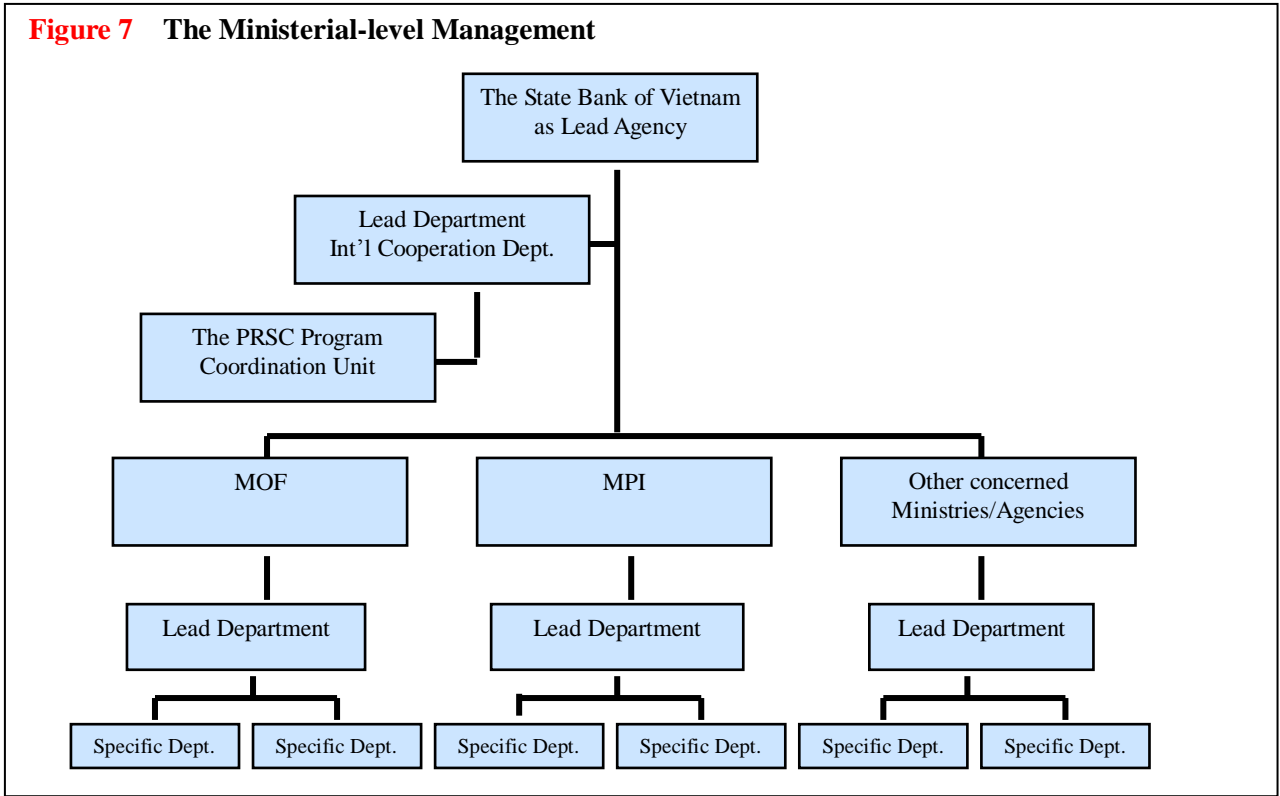 Figure 7 The Ministerial-level Management
The State Bank of Vietnam
as Lead Agency
Lead Department
Int’l Cooperation Dept.
The PRSC Program
Coordination Unit
MOF
MPI
Other concerned
Ministries/Agencies
Lead Department
Lead Department
Lead Department
Specific Dept.
Specific Dept.
Specific Dept.
Specific Dept.
Specific Dept.
Specific Dept.